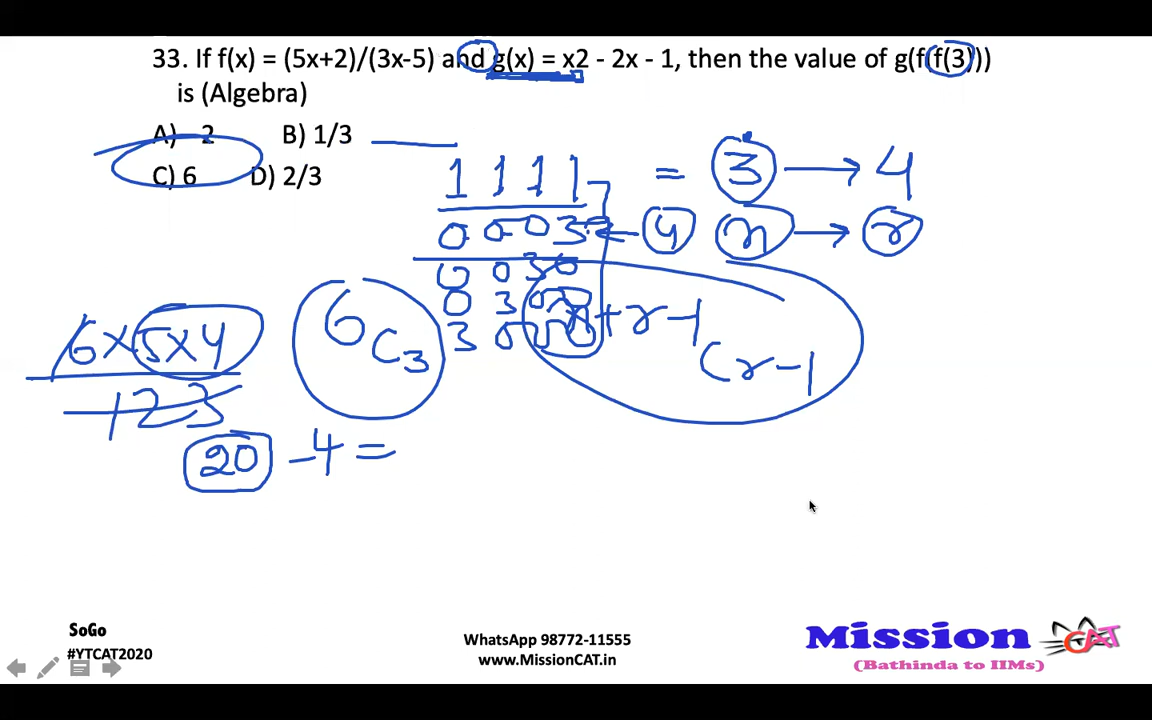 33. If f(x) = (5x+2)/(3x-5) and g(x) = x2 - 2x - 1, then the value of g(f(f(3)))
is (Algebra)
A) -2 B) 1/3
C) 6 D) 2/3
1 1 1 1 = 3 → 4
0 0 0 3 ← 4 n → r
0 0 3 0
0 3 0 0
3 0 0 0
n+r-1
C r-1
6×5×4 6C3
123
20 -4 =
SoGo
#YTCAT2020
WhatsApp 98772-11555
www.MissionCAT.in
Mission CAT
(Bathinda to IIMs)